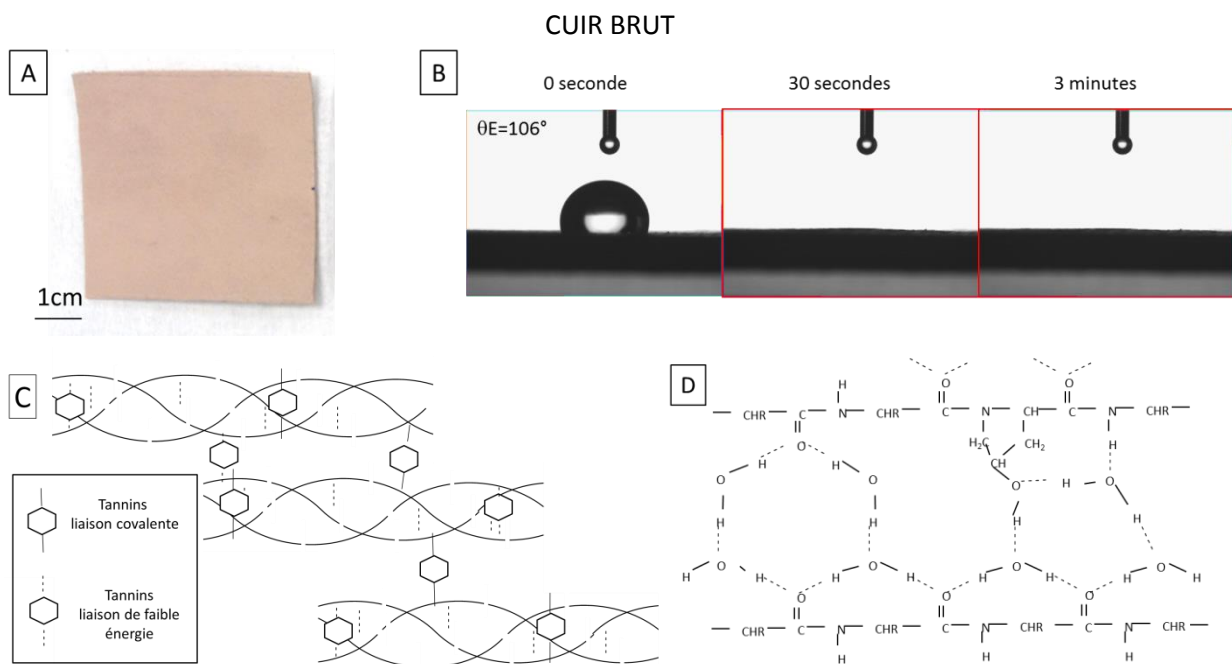 CUIR BRUT
A
1cm
B
0 seconde
30 secondes
3 minutes
θE=106°
C
Tannins
liaison covalente
Tannins
liaison de faible
énergie
D
O O
H
CHR C N CHR C N CH C N CHR
O H₂C CH₂ H
H H CH
O O O H O
H H H H
H O H H O H H O H H O H
O O O
CHR C N CHR C N CHR C N CHR
H H H